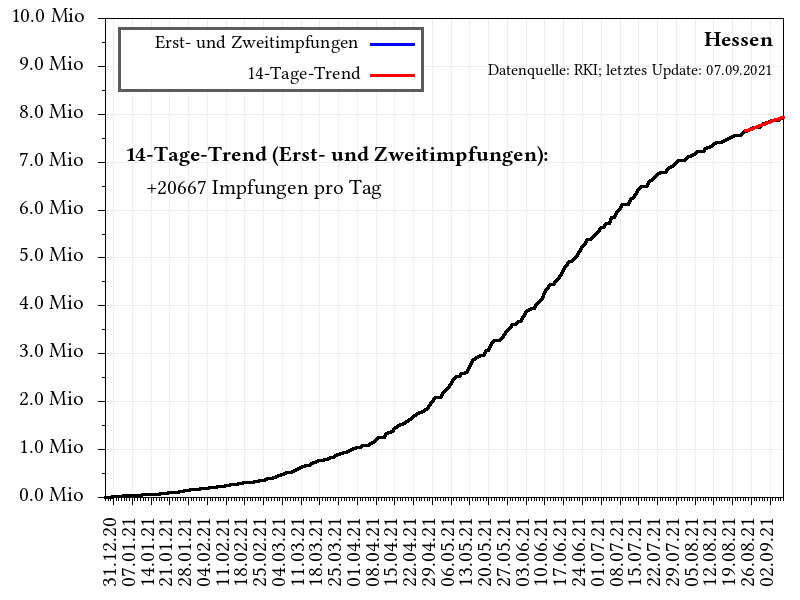 10.0 Mio
9.0 Mio
8.0 Mio
7.0 Mio
6.0 Mio
5.0 Mio
4.0 Mio
3.0 Mio
2.0 Mio
1.0 Mio
0.0 Mio
Erst- und Zweitimpfungen
14-Tage-Trend
Hessen
Datenquelle: RKI; letztes Update: 07.09.2021
14-Tage-Trend (Erst- und Zweitimpfungen):
+20667 Impfungen pro Tag
31.12.20
07.01.21
14.01.21
21.01.21
28.01.21
04.02.21
11.02.21
18.02.21
25.02.21
04.03.21
11.03.21
18.03.21
25.03.21
01.04.21
08.04.21
15.04.21
22.04.21
29.04.21
06.05.21
13.05.21
20.05.21
27.05.21
03.06.21
10.06.21
17.06.21
24.06.21
01.07.21
08.07.21
15.07.21
22.07.21
29.07.21
05.08.21
12.08.21
19.08.21
26.08.21
02.09.21